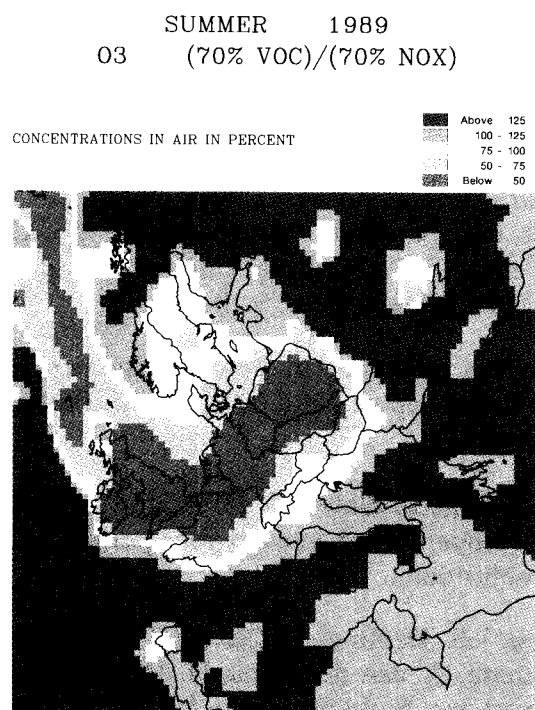 SUMMER 1989
O3 (70% VOC)/(70% NOX)
CONCENTRATIONS IN AIR IN PERCENT
Above 125
100 - 125
75 - 100
50 - 75
Below 50